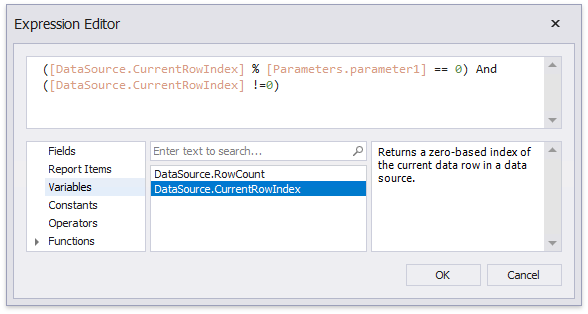 Expression Editor
([DataSource.CurrentRowIndex] % [Parameters.parameter1] == 0) And
([DataSource.CurrentRowIndex] !=0)
Fields
Report Items
Variables
Constants
Operators
Functions
Enter text to search...
DataSource.RowCount
DataSource.CurrentRowIndex
Returns a zero-based index of
the current data row in a data
source.
OK
Cancel